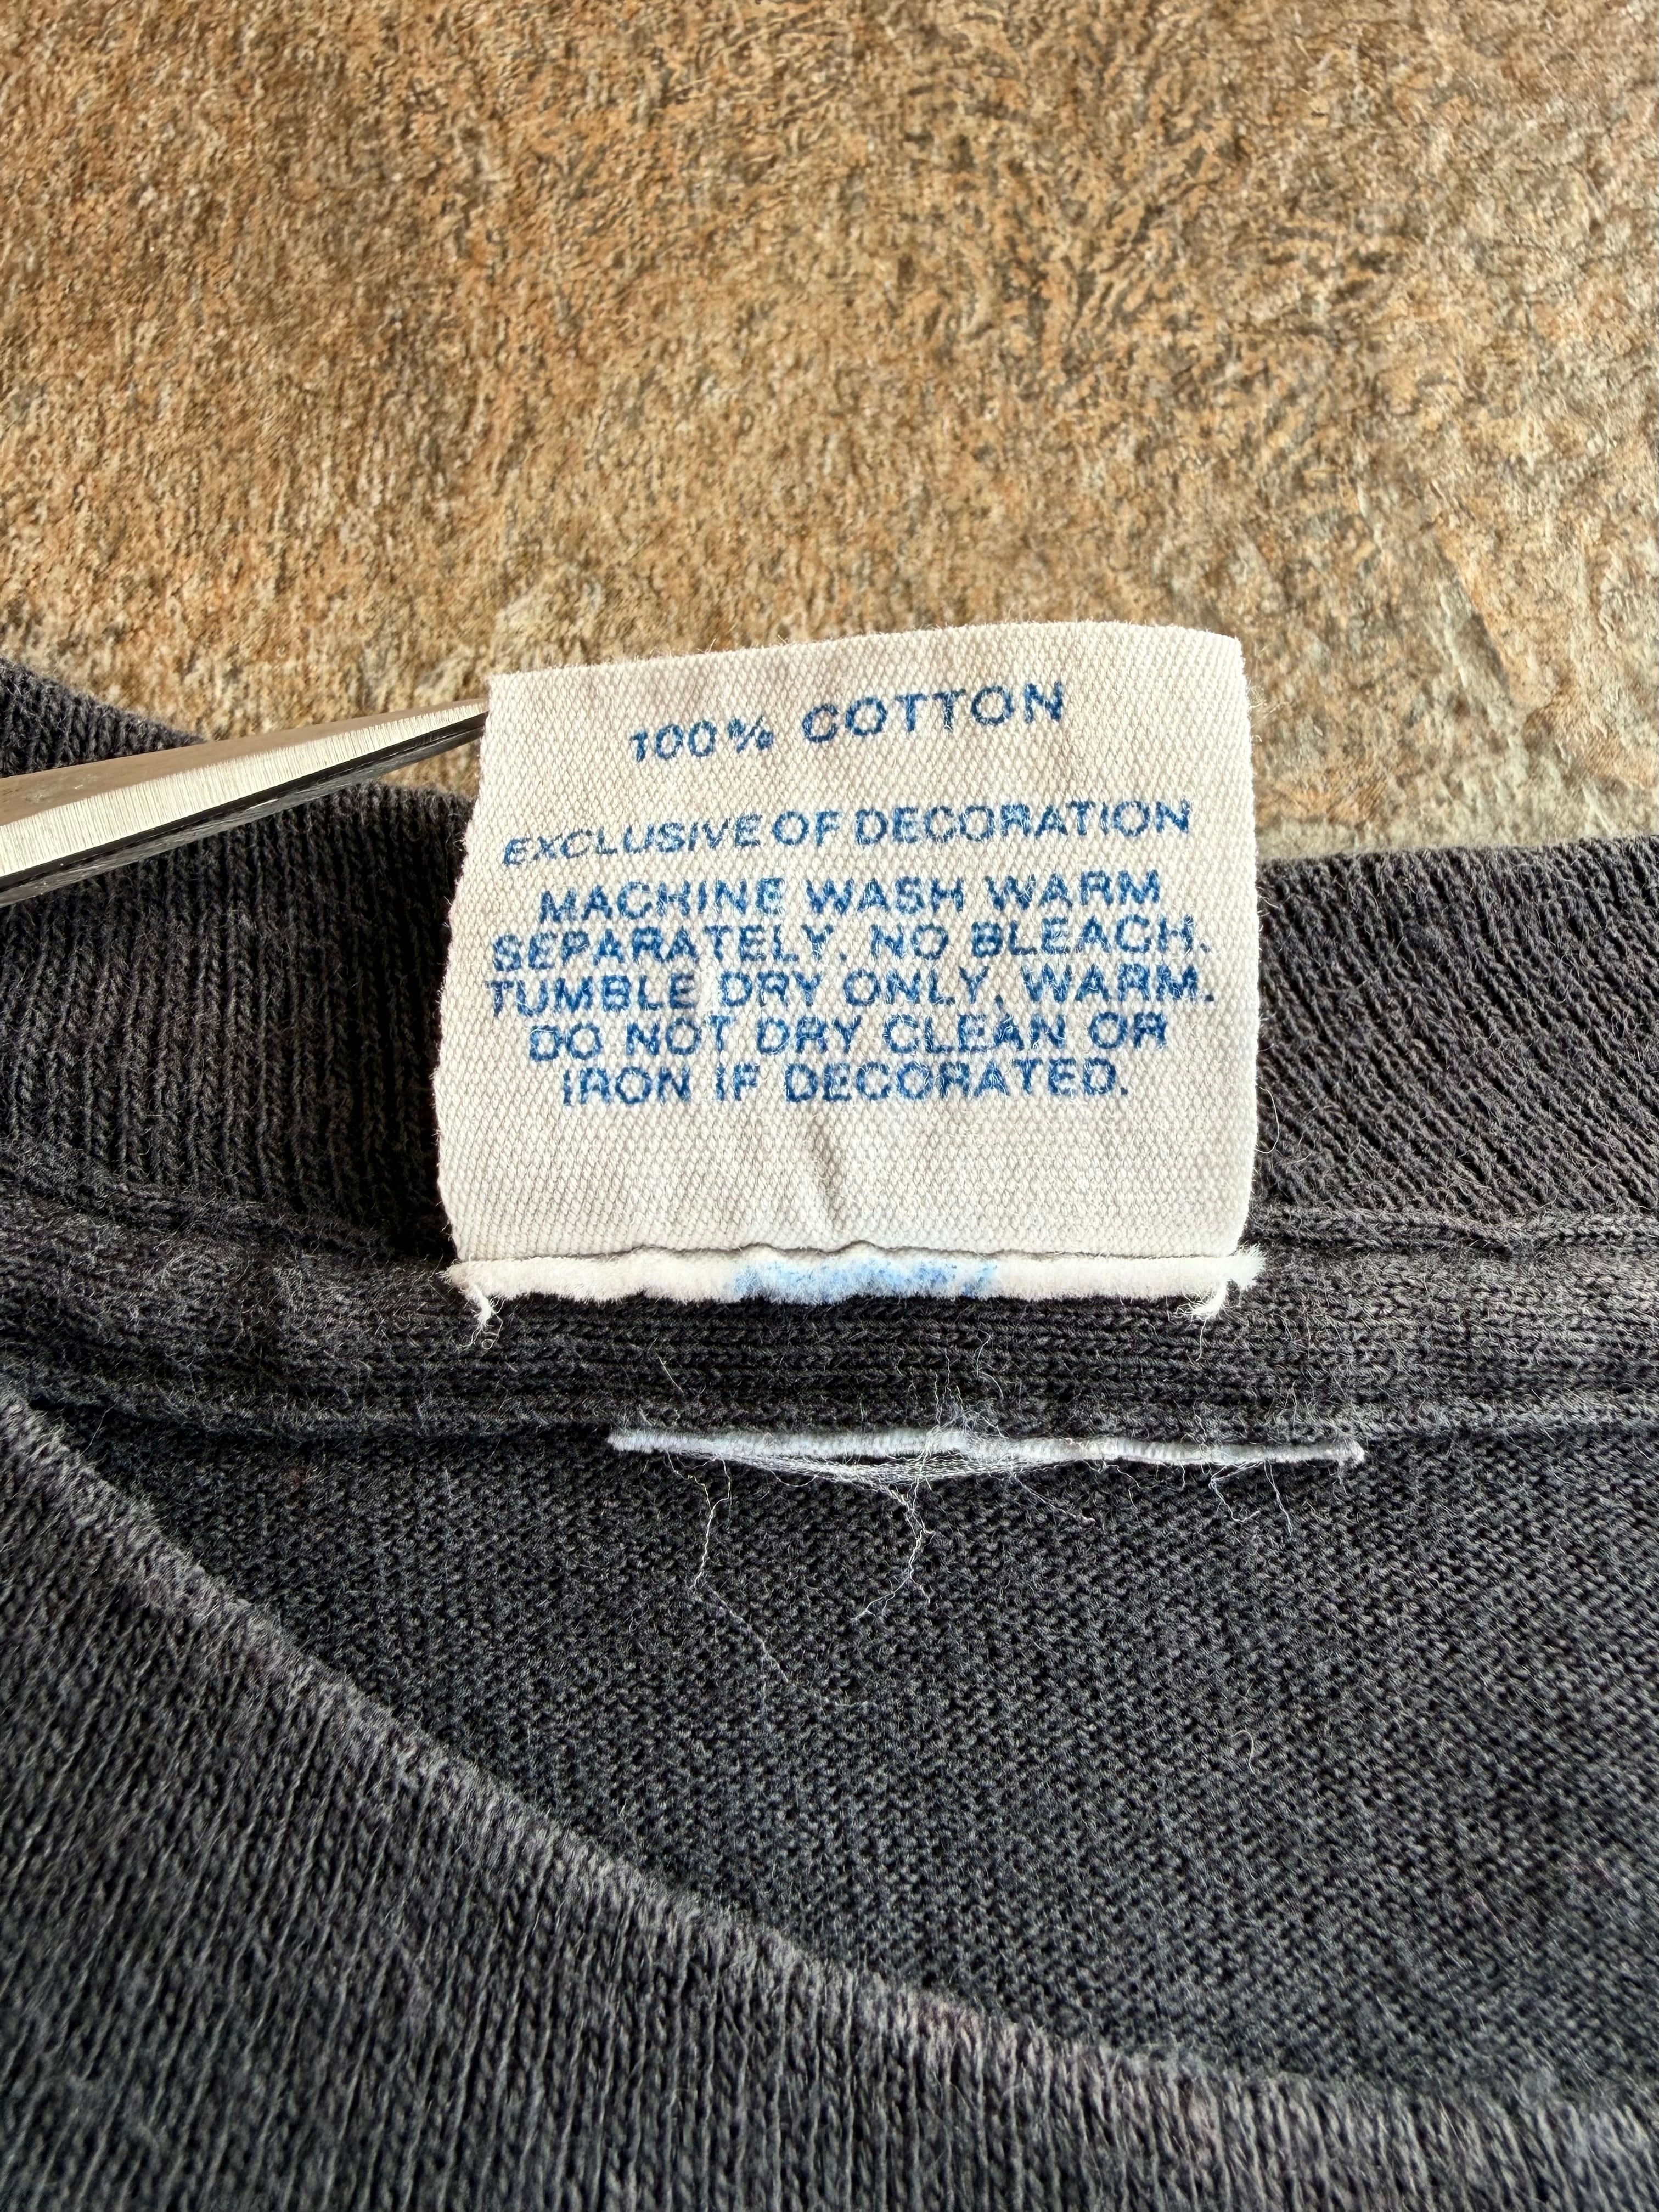 100% COTTON
EXCLUSIVE OF DECORATION
MACHINE WASH WARM
SEPARATELY. NO BLEACH.
TUMBLE DRY ONLY, WARM.
DO NOT DRY CLEAN OR
IRON IF DECORATED.